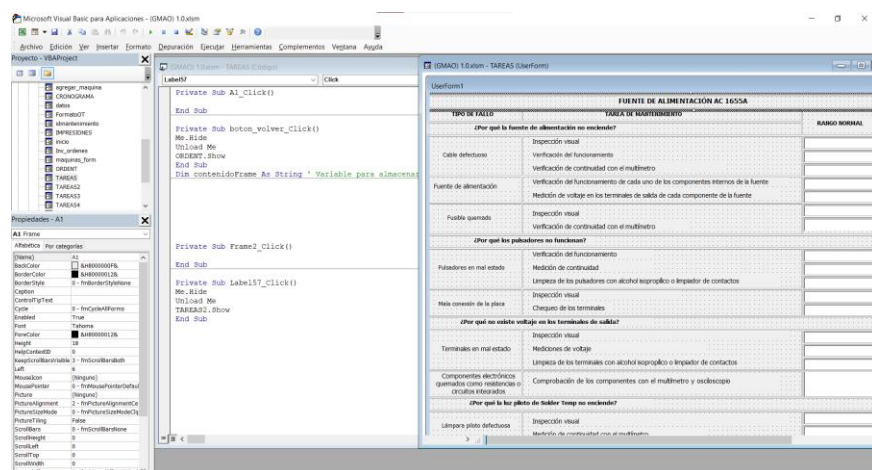 Microsoft Visual Basic para Aplicaciones - (GMAO) 1.0.xlsm
Archivo Edición Ver Insertar Formato Depuración Ejecutar Herramientas Complementos Ventana Ayuda
Proyecto - VBAProject
agregar_maquina
CRONOGRAMA
datos
FormatoOT
idmantenimiento
IMPRESIONES
inicio
Inv_ordenes
maquinas_form
ORDENT
TAREAS
TAREAS2
TAREAS3
TAREAS4
Propiedades - A1
A1 Frame
Alfabética Por categorías
(Name) A1
BackColor &H8000000F&
BorderColor &H80000012&
BorderStyle 0 - fmBorderStyleNone
Caption
ControlTipText
Cycle 0 - fmCycleAllForms
Enabled True
Font Tahoma
ForeColor &H80000012&
Height 18
HelpContextID 0
KeepScrollBarsVisible 3 - fmScrollBarsBoth
Left 6
MouseIcon (Ninguno)
MousePointer 0 - fmMousePointerDefaul
Picture (Ninguno)
PictureAlignment 2 - fmPictureAlignmentCe
PictureSizeMode 0 - fmPictureSizeModeClip
PictureTiling False
ScrollBars 0 - fmScrollBarsNone
ScrollHeight 0
ScrollLeft 0
ScrollTop 0
ScrollWidth 0
(GMAO) 1.0.xlsm - TAREAS (Código)
Label57 Click
Private Sub A1_Click()
End Sub
Private Sub boton_volver_Click()
Me.Hide
Unload Me
ORDENT.Show
End Sub
Dim contenidoFrame As String ' Variable para almacenar
Private Sub Frame2_Click()
End Sub
Private Sub Label57_Click()
Me.Hide
Unload Me
TAREAS2.Show
End Sub
(GMAO) 1.0.xlsm - TAREAS (UserForm)
UserForm1
FUENTE DE ALIMENTACIÓN AC 1655A
TIPO DE FALLO TAREA DE MANTENIMIENTO RANGO NORMAL
¿Por qué la fuente de alimentación no enciende?
Cable defectuoso
Inspección visual
Verificación del funcionamiento
Verificación de continuidad con el multímetro
Fuente de alimentación
Verificación del funcionamiento de cada uno de los componentes internos de la fuente
Medición de voltaje en los terminales de salida de cada componente de la fuente
Fusible quemado
Inspección visual
Verificación de continuidad con el multímetro
¿Por qué los pulsadores no funcionan?
Pulsadores en mal estado
Verificación del funcionamiento
Medición de continuidad
Limpieza de los pulsadores con alcohol isopropílico o limpiador de contactos
Mala conexión de la placa
Inspección visual
Chequeo de los terminales
¿Por qué no existe voltaje en los terminales de salida?
Terminales en mal estado
Inspección visual
Mediciones de voltaje
Limpieza de los terminales con alcohol isopropílico o limpiador de contactos
Componentes electrónicos
quemados como resistencias o
circuitos integrados
Comprobación de los componentes con el multímetro y osciloscopio
¿Por qué la luz piloto de Solder Temp no enciende?
Lámpara piloto defectuosa
Inspección visual
Medición de continuidad con el multímetro